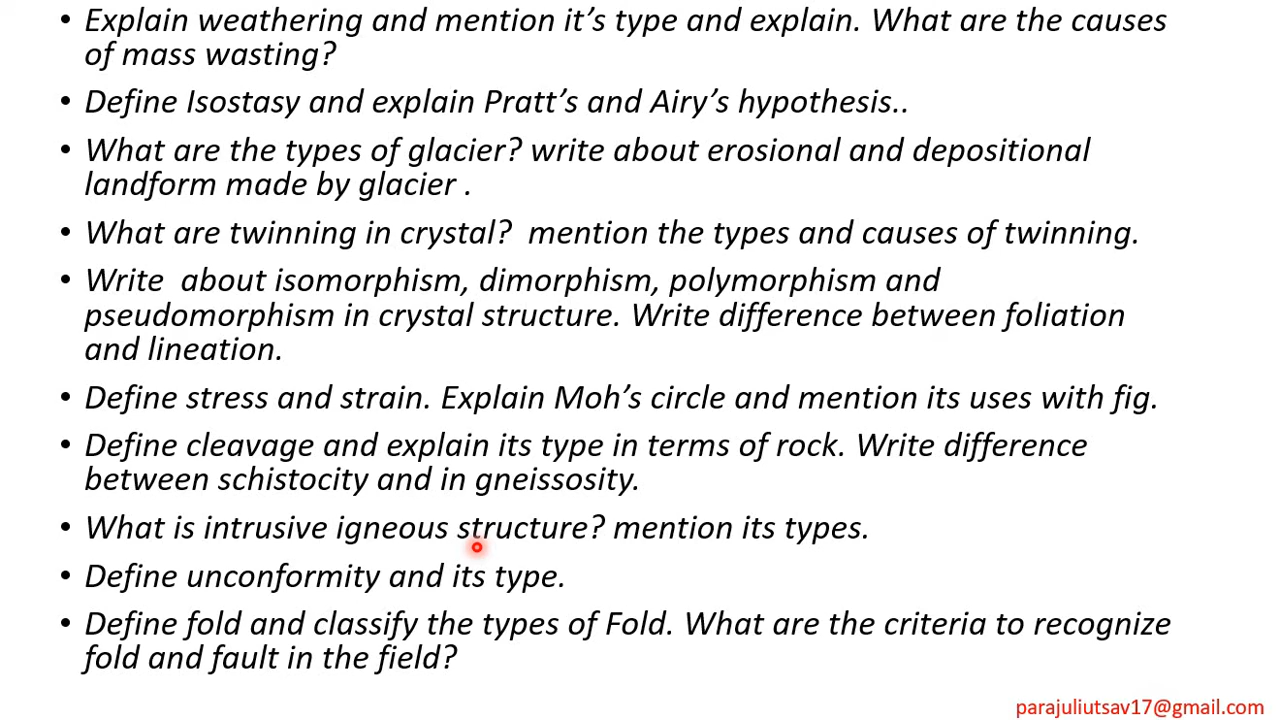 • Explain weathering and mention it's type and explain. What are the causes
of mass wasting?
• Define Isostasy and explain Pratt's and Airy's hypothesis..
• What are the types of glacier? write about erosional and depositional
landform made by glacier .
• What are twinning in crystal?  mention the types and causes of twinning.
• Write  about isomorphism, dimorphism, polymorphism and
pseudomorphism in crystal structure. Write difference between foliation
and lineation.
• Define stress and strain. Explain Moh's circle and mention its uses with fig.
• Define cleavage and explain its type in terms of rock. Write difference
between schistocity and in gneissosity.
• What is intrusive igneous structure? mention its types.
• Define unconformity and its type.
• Define fold and classify the types of Fold. What are the criteria to recognize
fold and fault in the field?
parajuliutsav17@gmail.com